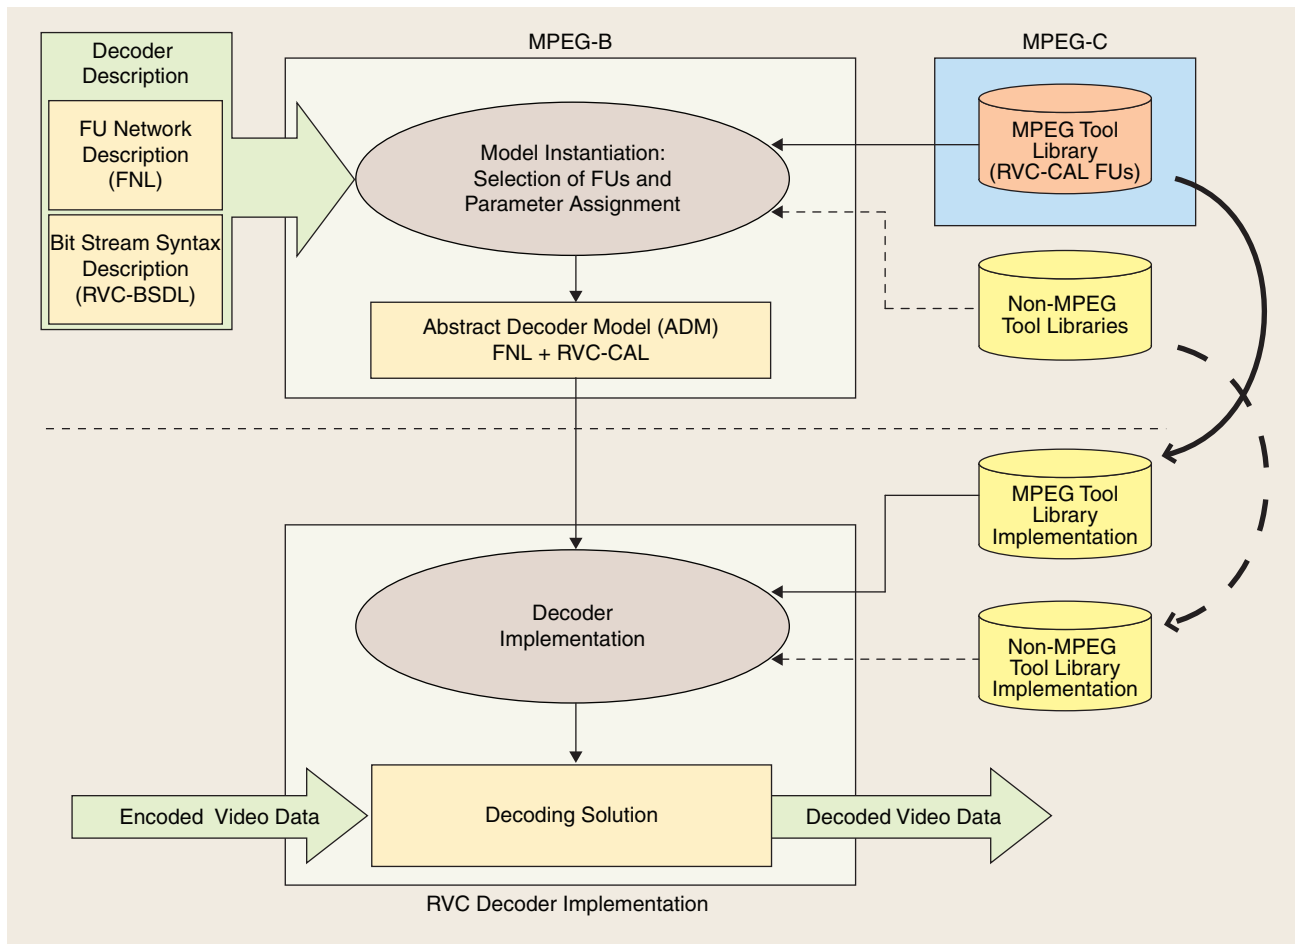 Decoder
Description
FU Network
Description
(FNL)
Bit Stream Syntax
Description
(RVC-BSDL)
MPEG-B
Model Instantiation:
Selection of FUs and
Parameter Assignment
Abstract Decoder Model (ADM)
FNL + RVC-CAL
MPEG-C
MPEG Tool
Library
(RVC-CAL FUs)
Non-MPEG
Tool Libraries
MPEG Tool
Library
Implementation
Non-MPEG
Tool Library
Implementation
Decoder
Implementation
Encoded Video Data
Decoding Solution
Decoded Video Data
RVC Decoder Implementation